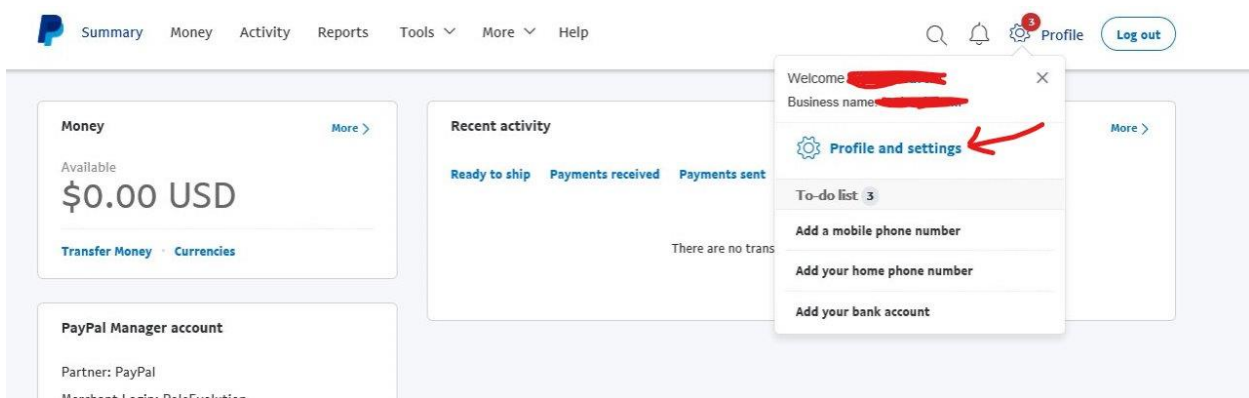 Summary Money Activity Reports Tools More Help
3
Profile
Log out
Welcome
Business name:
Profile and settings
To-do list 3
Add a mobile phone number
Add your home phone number
Add your bank account
Money
More >
Available
$0.00 USD
Transfer Money · Currencies
Recent activity
More >
Ready to ship Payments received Payments sent
There are no
PayPal Manager account
Partner: PayPal